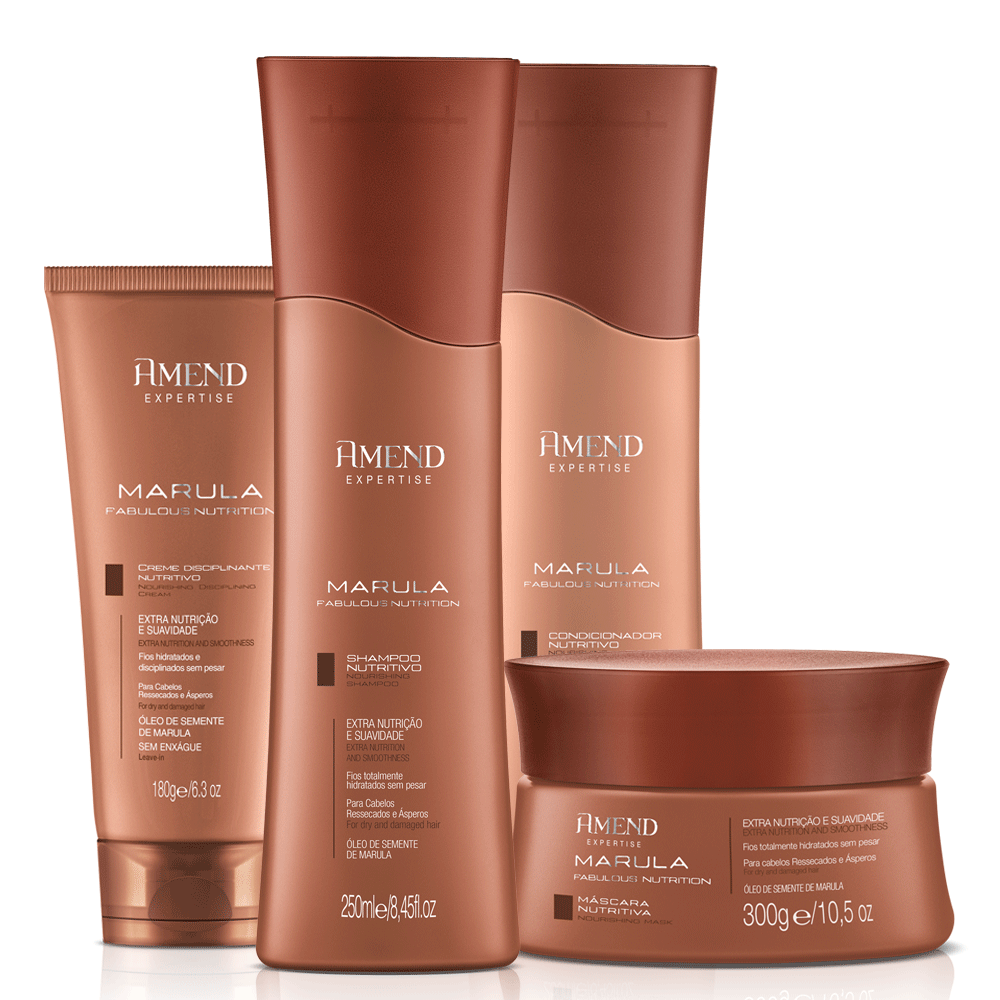 AMEND
EXPERTISE
MARULA
FABULOUS NUTRITION
CREME DISCIPLINANTE
NUTRITIVO
NOURISHING DISCIPLINING
CREAM
EXTRA NUTRIÇÃO
E SUAVIDADE
EXTRA NUTRITION AND SMOOTHNESS
Fios hidratados e
disciplinados sem pesar
Para Cabelos
Ressecados e Ásperos
For dry and damaged hair
ÓLEO DE SEMENTE
DE MARULA
SEM ENXÁGUE
Leave-in
180g℮/6.3 oz
AMEND
EXPERTISE
MARULA
FABULOUS NUTRITION
SHAMPOO
NUTRITIVO
NOURISHING
SHAMPOO
EXTRA NUTRIÇÃO
E SUAVIDADE
EXTRA NUTRITION
AND SMOOTHNESS
Fios totalmente
hidratados sem pesar
Para Cabelos
Ressecados e Ásperos
For dry and damaged hair
ÓLEO DE SEMENTE
DE MARULA
250ml℮/8,45fl.oz
AMEND
EXPERTISE
MARULA
FABULOUS NUTRITION
CONDICIONADOR
NUTRITIVO
NOURISHING
AMEND
EXPERTISE
MARULA
FABULOUS NUTRITION
MÁSCARA
NUTRITIVA
NOURISHING MASK
EXTRA NUTRIÇÃO E SUAVIDADE
EXTRA NUTRITION AND SMOOTHNESS
Fios totalmente hidratados sem pesar
Para cabelos Ressecados e Ásperos
For dry and damaged hair
ÓLEO DE SEMENTE DE MARULA
300g℮/10,5 oz